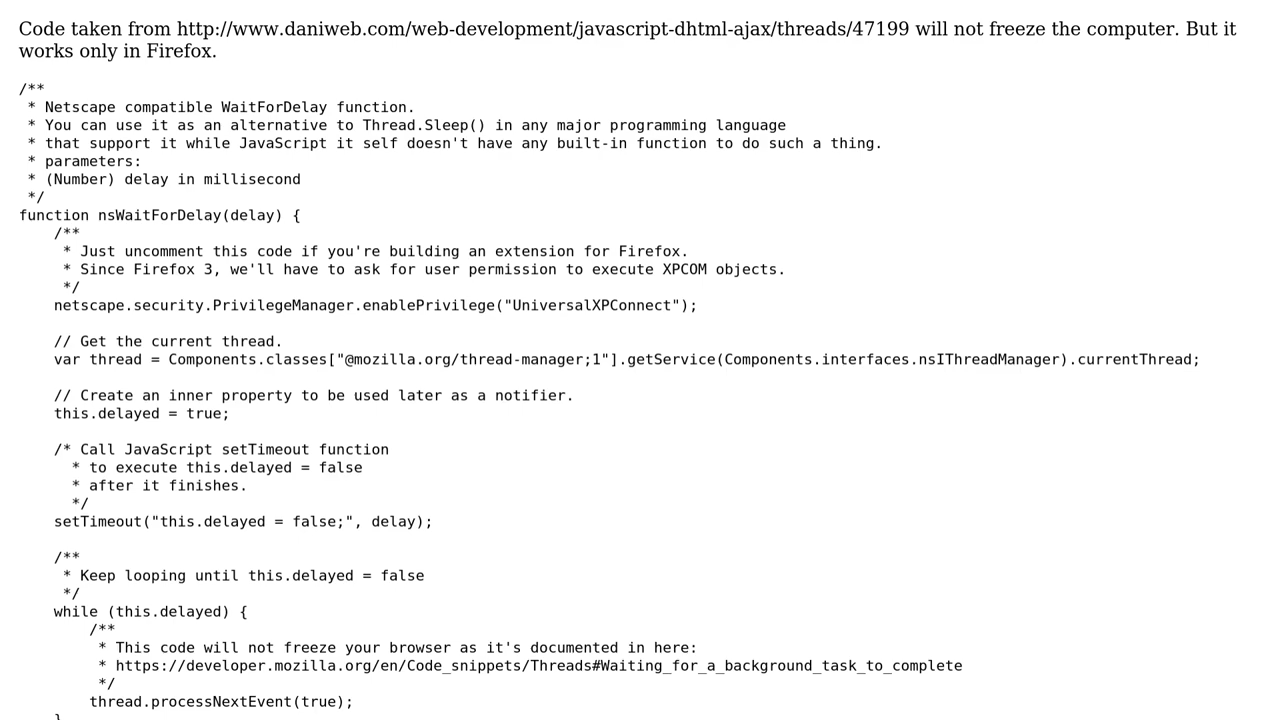 Code taken from http://www.daniweb.com/web-development/javascript-dhtml-ajax/threads/47199 will not freeze the computer. But it
works only in Firefox.
/**
 * Netscape compatible WaitForDelay function.
 * You can use it as an alternative to Thread.Sleep() in any major programming language
 * that support it while JavaScript it self doesn't have any built-in function to do such a thing.
 * parameters:
 * (Number) delay in millisecond
 */
function nsWaitForDelay(delay) {
    /**
     * Just uncomment this code if you're building an extension for Firefox.
     * Since Firefox 3, we'll have to ask for user permission to execute XPCOM objects.
     */
    netscape.security.PrivilegeManager.enablePrivilege("UniversalXPConnect");

    // Get the current thread.
    var thread = Components.classes["@mozilla.org/thread-manager;1"].getService(Components.interfaces.nsIThreadManager).currentThread;

    // Create an inner property to be used later as a notifier.
    this.delayed = true;

    /* Call JavaScript setTimeout function
      * to execute this.delayed = false
      * after it finishes.
      */
    setTimeout("this.delayed = false;", delay);

    /**
     * Keep looping until this.delayed = false
     */
    while (this.delayed) {
        /**
         * This code will not freeze your browser as it's documented in here:
         * https://developer.mozilla.org/en/Code_snippets/Threads#Waiting_for_a_background_task_to_complete
         */
        thread.processNextEvent(true);
    }